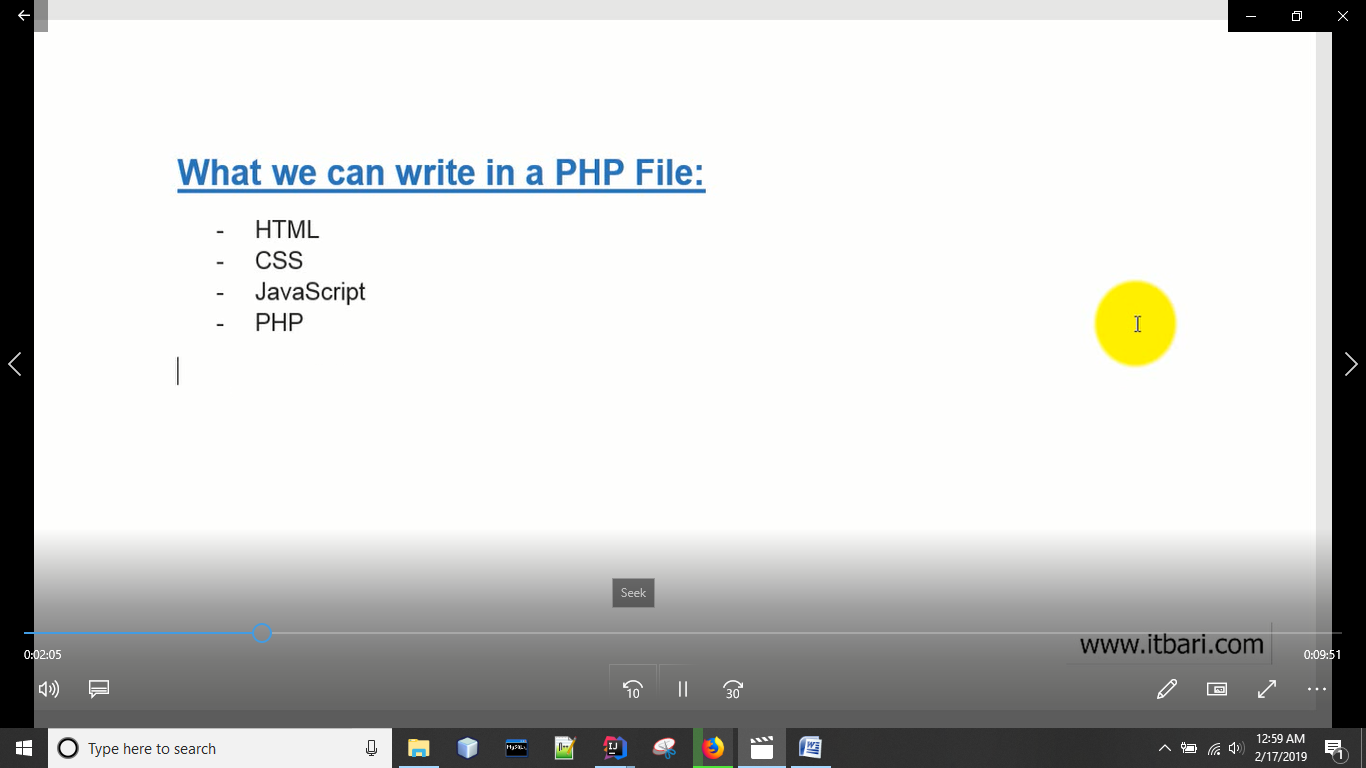 What we can write in a PHP File:
- HTML
- CSS
- JavaScript
- PHP
Seek
www.itbari.com
0:02:05
0:09:51
10
30
Type here to search
12:59 AM
2/17/2019
1